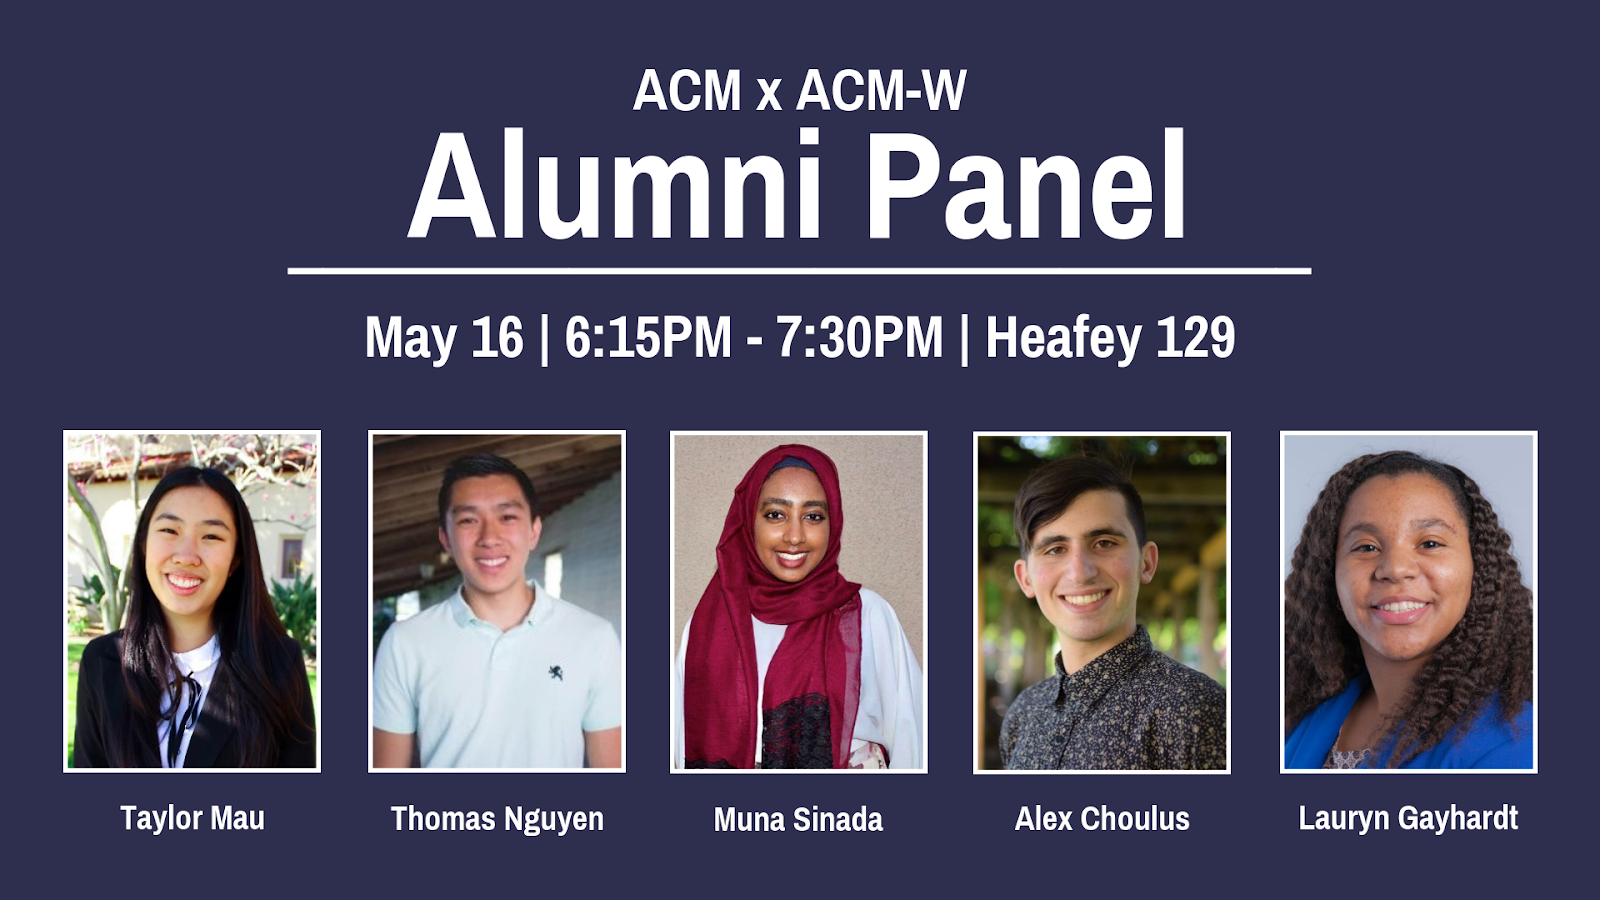 ACM x ACM-W
Alumni Panel
May 16 | 6:15PM - 7:30PM | Heafey 129
Taylor Mau
Thomas Nguyen
Muna Sinada
Alex Choulus
Lauryn Gayhardt